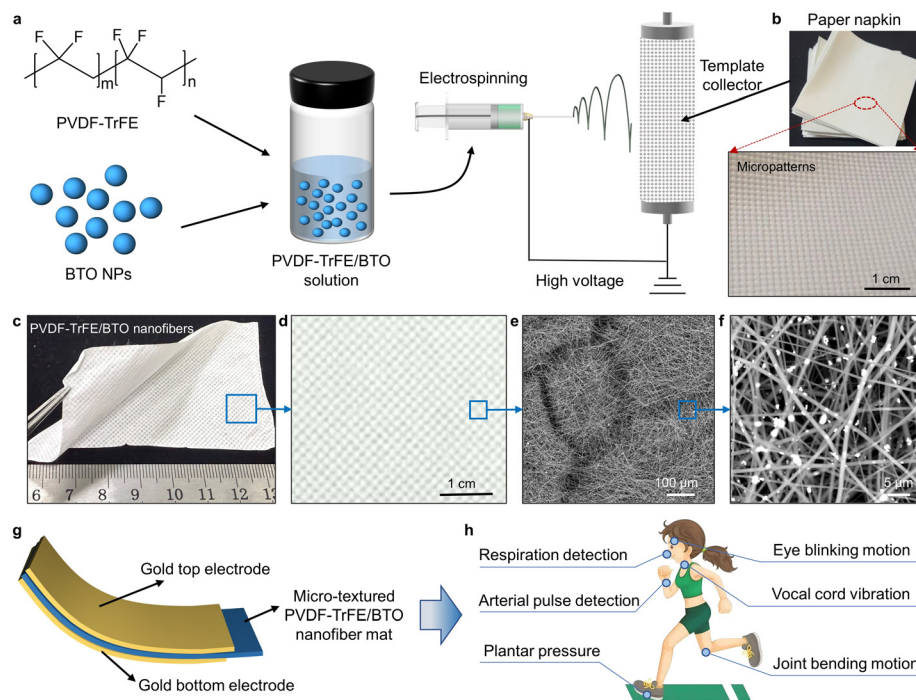 a
F F
F F
m
n
F
PVDF-TrFE
BTO NPs
PVDF-TrFE/BTO
solution
Electrospinning
Template
collector
High voltage
b
Paper napkin
Micropatterns
1 cm
c
PVDF-TrFE/BTO nanofibers
6 7 8 9 10 11 12 13
d
1 cm
e
100 µm
f
5 µm
g
Gold top electrode
Micro-textured
PVDF-TrFE/BTO
nanofiber mat
Gold bottom electrode
h
Respiration detection
Eye blinking motion
Arterial pulse detection
Vocal cord vibration
Plantar pressure
Joint bending motion